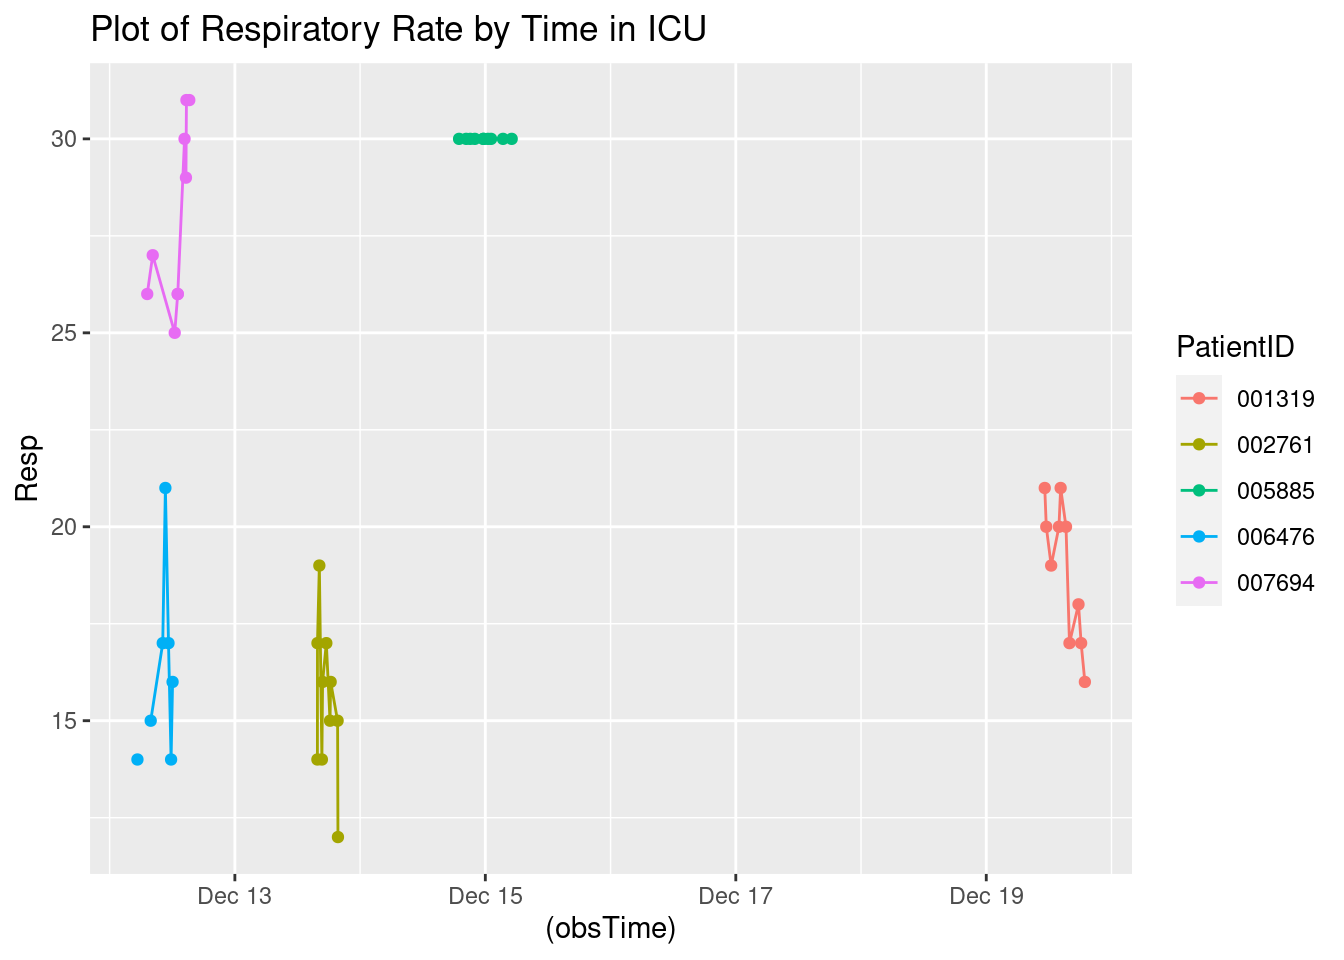 Plot of Respiratory Rate by Time in ICU
30
25
20
15
Resp
Dec 13
Dec 15
Dec 17
Dec 19
(obsTime)
PatientID
001319
002761
005885
006476
007694